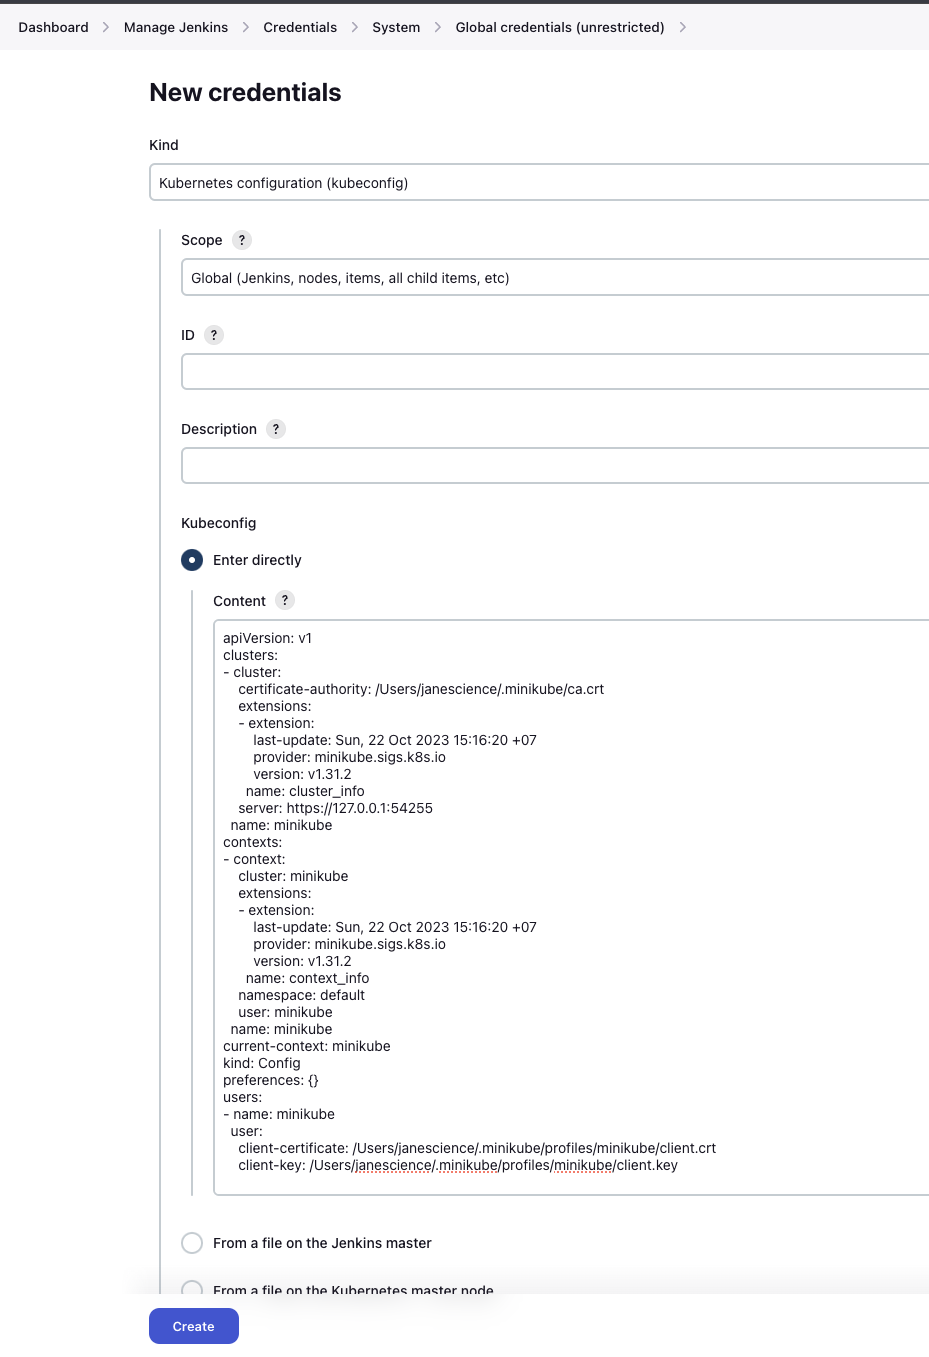 Dashboard > Manage Jenkins > Credentials > System > Global credentials (unrestricted) >
New credentials
Kind
Kubernetes configuration (kubeconfig)
Scope ?
Global (Jenkins, nodes, items, all child items, etc)
ID ?
Description ?
Kubeconfig
Enter directly
Content ?
apiVersion: v1
clusters:
- cluster:
    certificate-authority: /Users/janescience/.minikube/ca.crt
    extensions:
    - extension:
        last-update: Sun, 22 Oct 2023 15:16:20 +07
        provider: minikube.sigs.k8s.io
        version: v1.31.2
      name: cluster_info
    server: https://127.0.0.1:54255
  name: minikube
contexts:
- context:
    cluster: minikube
    extensions:
    - extension:
        last-update: Sun, 22 Oct 2023 15:16:20 +07
        provider: minikube.sigs.k8s.io
        version: v1.31.2
      name: context_info
    namespace: default
    user: minikube
  name: minikube
current-context: minikube
kind: Config
preferences: {}
users:
- name: minikube
  user:
    client-certificate: /Users/janescience/.minikube/profiles/minikube/client.crt
    client-key: /Users/janescience/.minikube/profiles/minikube/client.key
From a file on the Jenkins master
From a file on the Kubernetes master node
Create